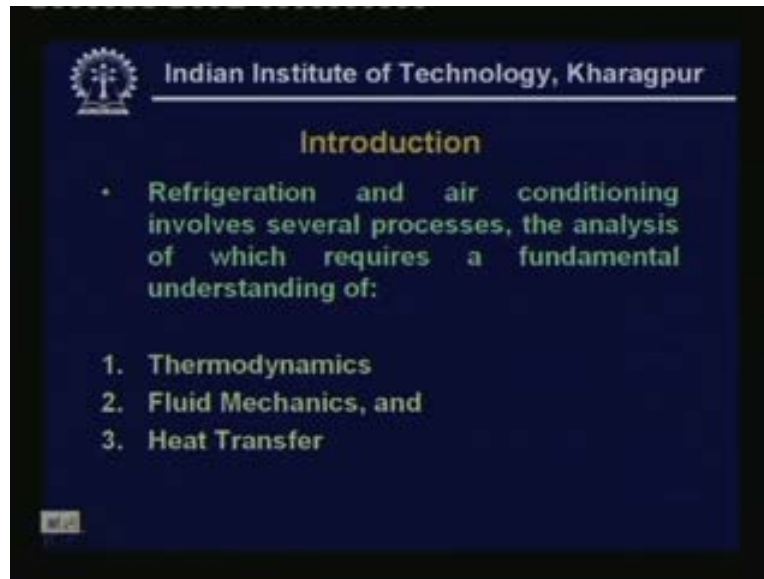 Indian Institute of Technology, Kharagpur
Introduction
• Refrigeration and air conditioning
involves several processes, the analysis
of which requires a fundamental
understanding of:
1. Thermodynamics
2. Fluid Mechanics, and
3. Heat Transfer